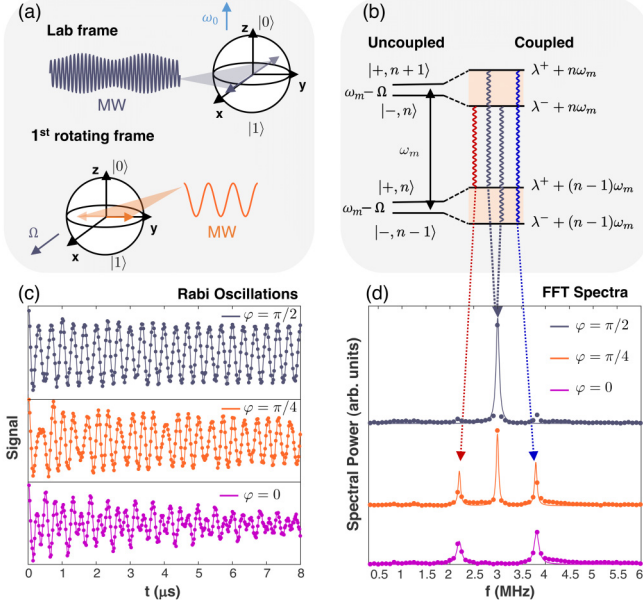 (a)
ω₀
|0⟩
Lab frame
z
MW
y
x
|1⟩
1st rotating frame
z
|0⟩
Ω
y
x
|1⟩
MW
(b)
Uncoupled
Coupled
|+, n + 1⟩
λ⁺ + nωₘ
ωₘ − Ω
|−, n⟩
λ⁻ + nωₘ
ωₘ
|+, n⟩
λ⁺ + (n − 1)ωₘ
ωₘ − Ω
|−, n − 1⟩
λ⁻ + (n − 1)ωₘ
(c)
Rabi Oscillations
φ = π/2
φ = π/4
φ = 0
Signal
0 1 2 3 4 5 6 7 8
t (μs)
(d)
FFT Spectra
φ = π/2
φ = π/4
φ = 0
Spectral Power (arb. units)
0.5 1 1.5 2 2.5 3 3.5 4 4.5 5 5.5 6
f (MHz)